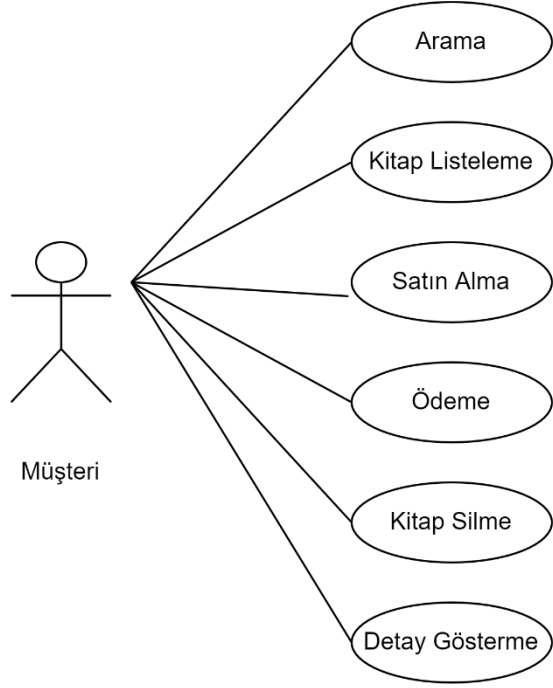 Arama
Kitap Listeleme
Satın Alma
Ödeme
Müşteri
Kitap Silme
Detay Gösterme